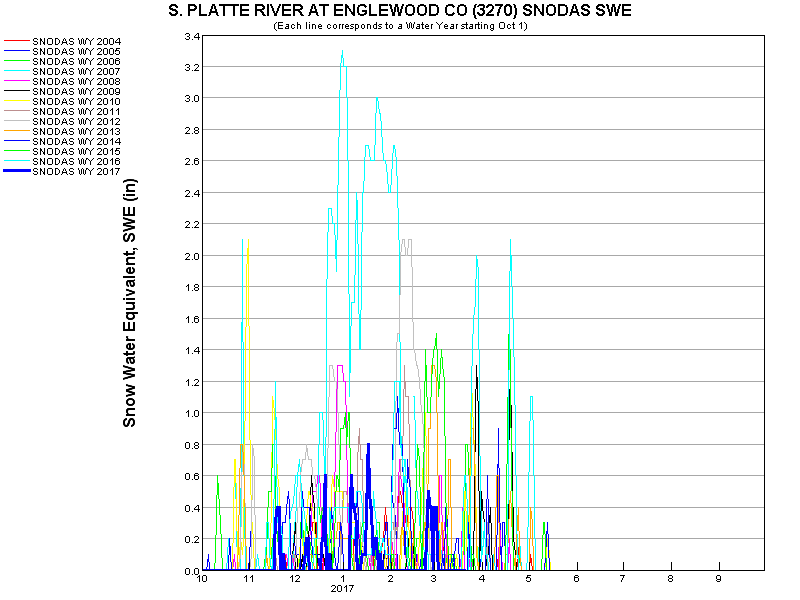 S. PLATTE RIVER AT ENGLEWOOD CO (3270) SNODAS SWE
(Each line corresponds to a Water Year starting Oct 1)
SNODAS WY 2004
SNODAS WY 2005
SNODAS WY 2006
SNODAS WY 2007
SNODAS WY 2008
SNODAS WY 2009
SNODAS WY 2010
SNODAS WY 2011
SNODAS WY 2012
SNODAS WY 2013
SNODAS WY 2014
SNODAS WY 2015
SNODAS WY 2016
SNODAS WY 2017
Snow Water Equivalent, SWE (in)
3.4
3.2
3.0
2.8
2.6
2.4
2.2
2.0
1.8
1.6
1.4
1.2
1.0
0.8
0.6
0.4
0.2
0.0
10 11 12 1 2 3 4 5 6 7 8 9
2017